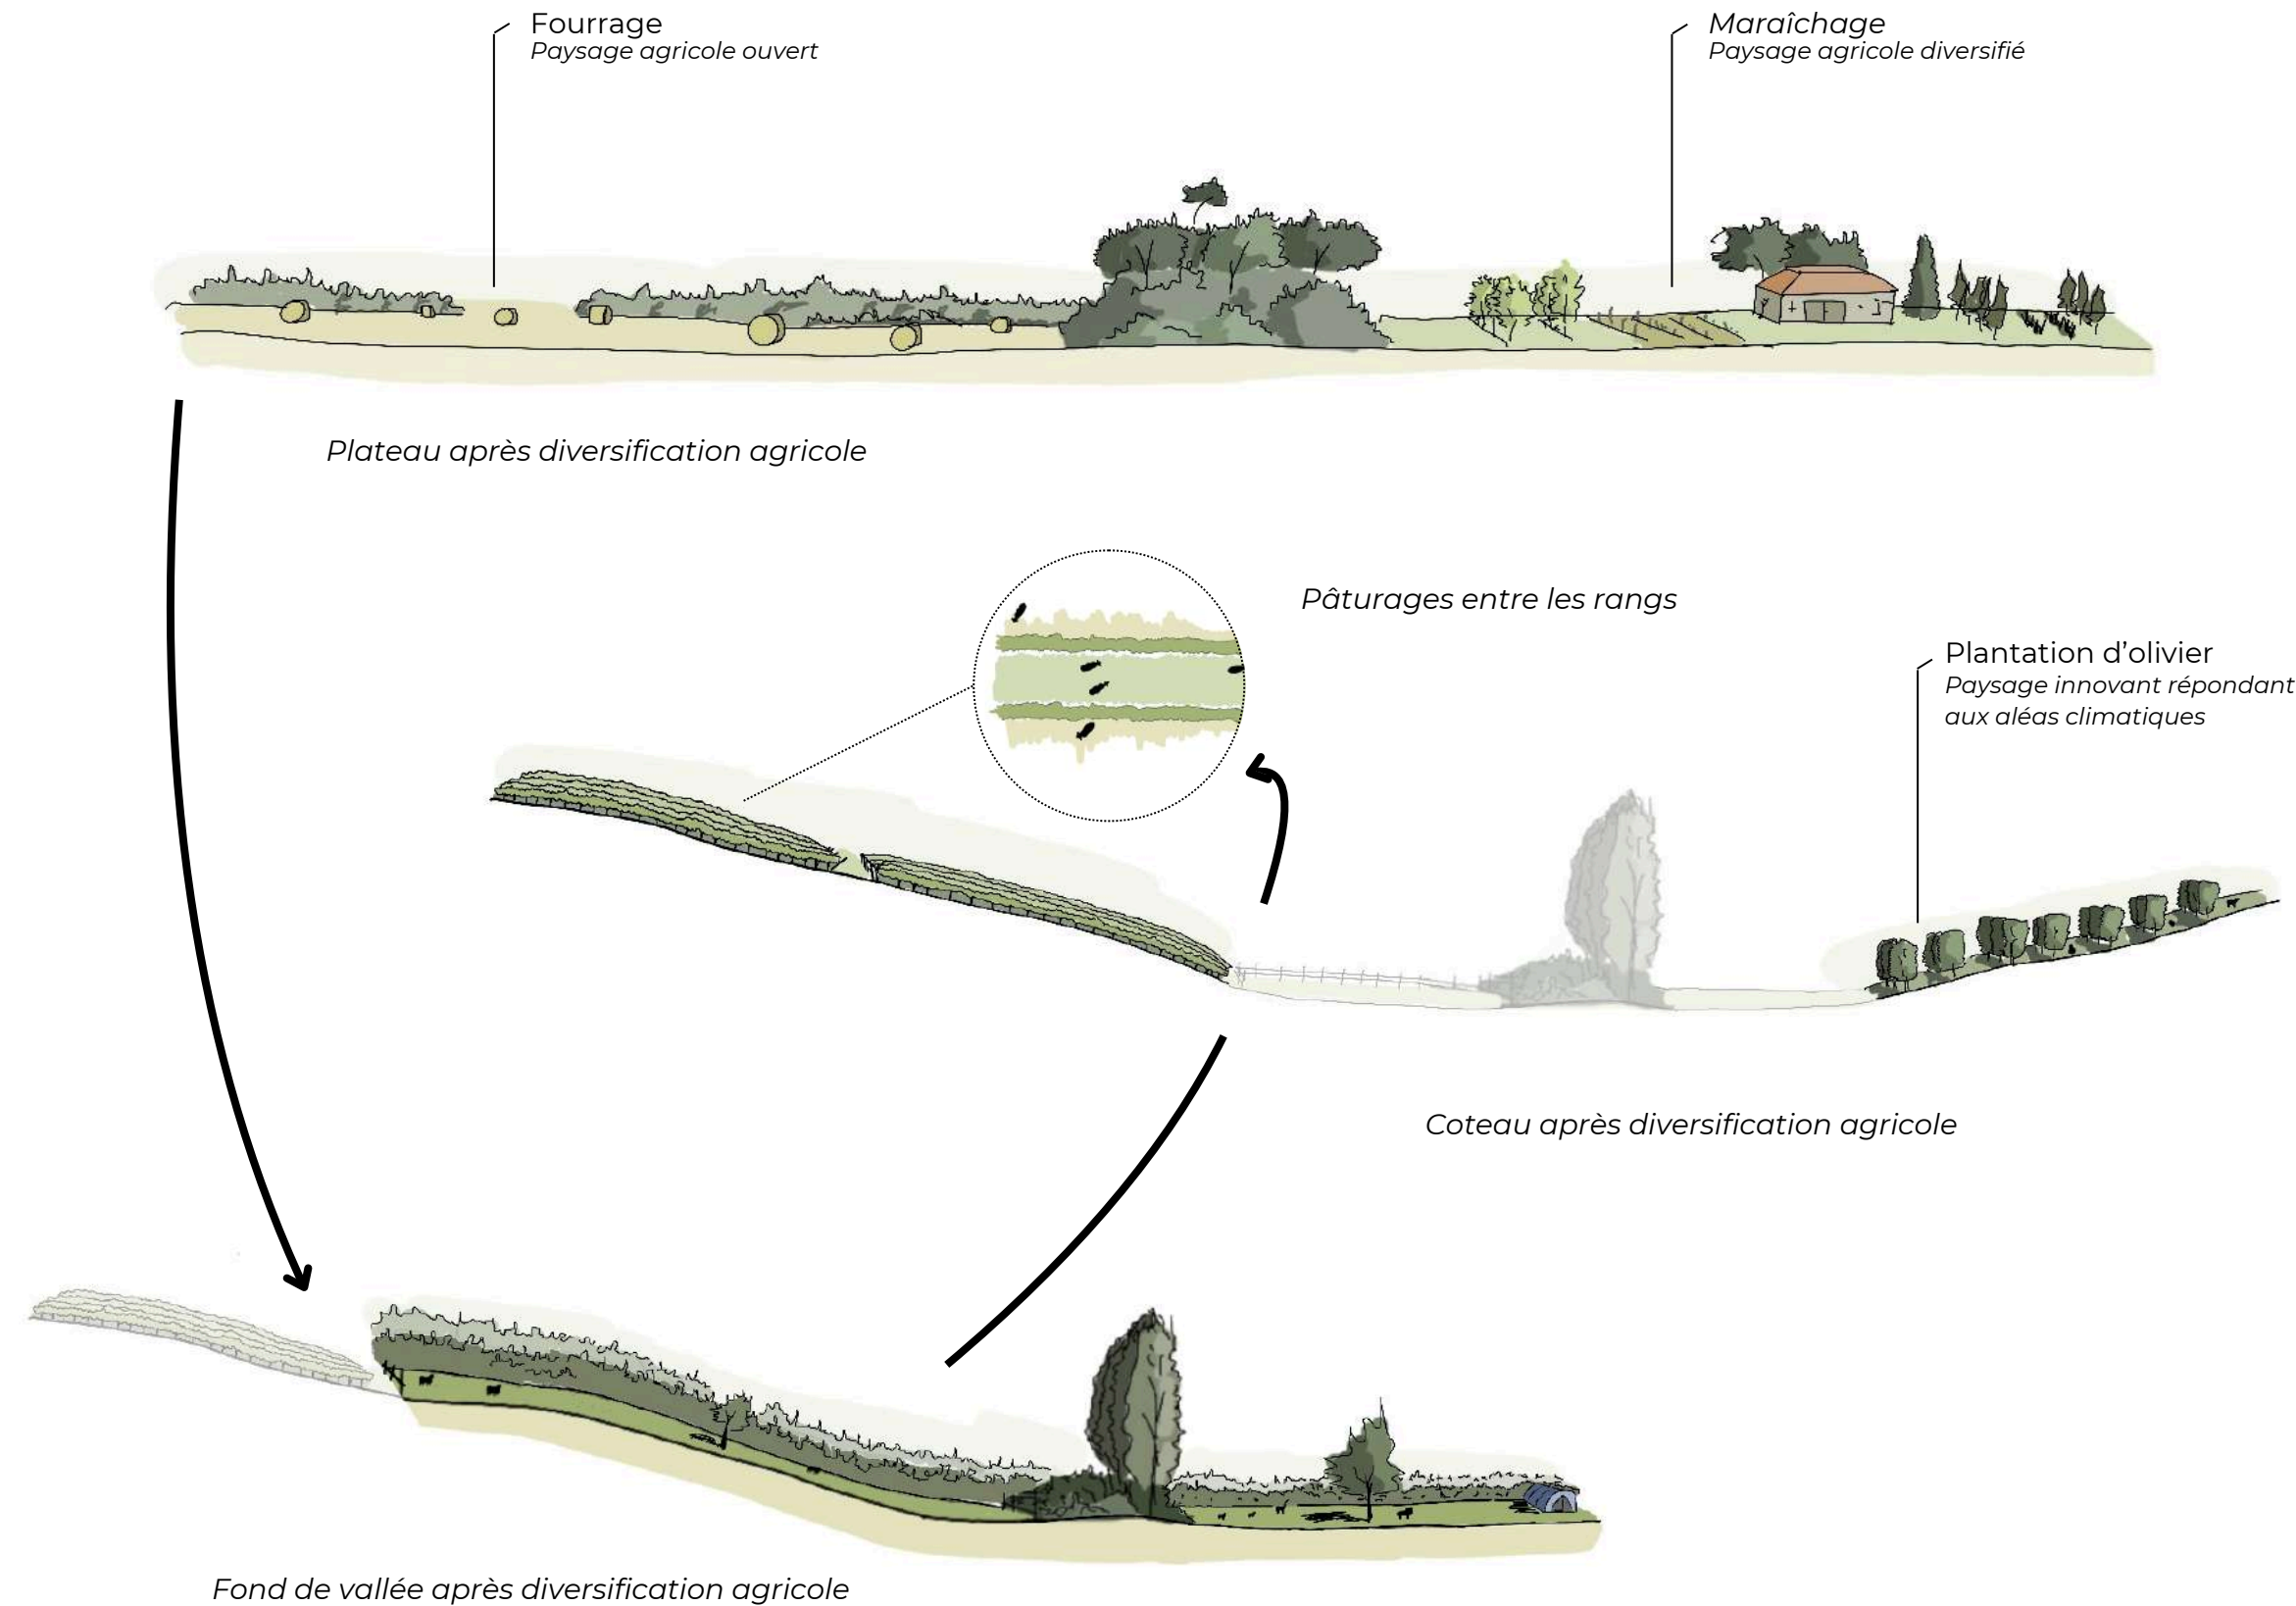 Fourrage
Paysage agricole ouvert
Maraîchage
Paysage agricole diversifié
Plateau après diversification agricole
Pâturages entre les rangs
Plantation d’olivier
Paysage innovant répondant
aux aléas climatiques
Coteau après diversification agricole
Fond de vallée après diversification agricole